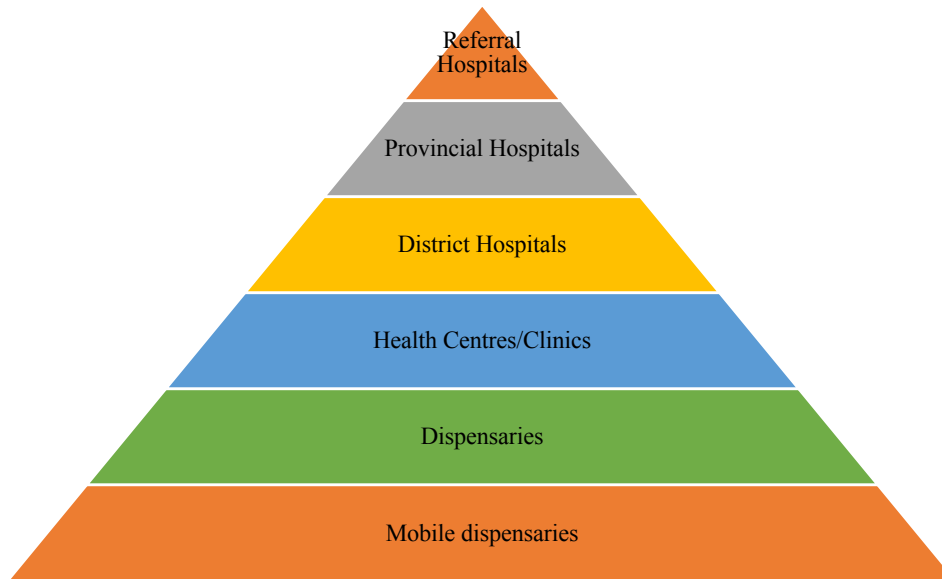 Referral
Hospitals
Provincial Hospitals
District Hospitals
Health Centres/Clinics
Dispensaries
Mobile dispensaries